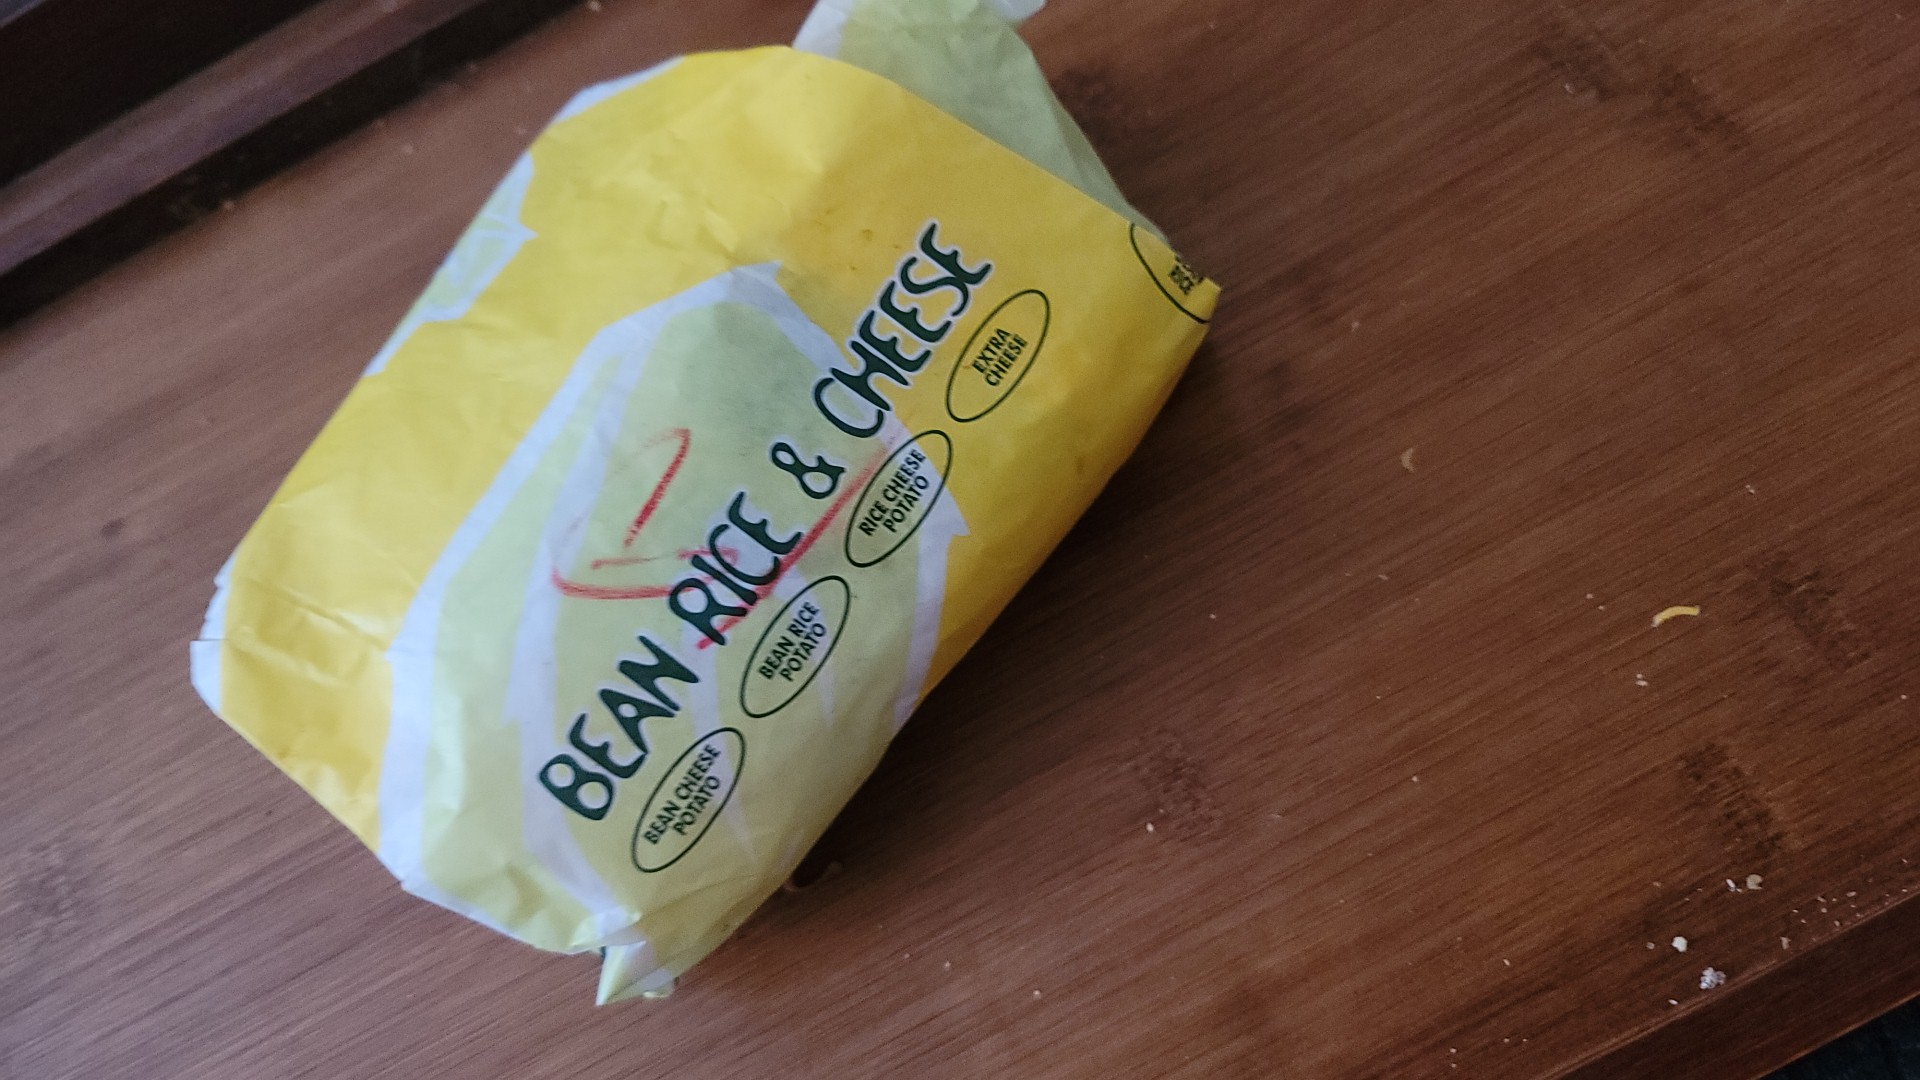 BEAN RICE & CHEESE
BEAN CHEESE
POTATO
BEAN RICE
POTATO
RICE CHEESE
POTATO
EXTRA
CHEESE